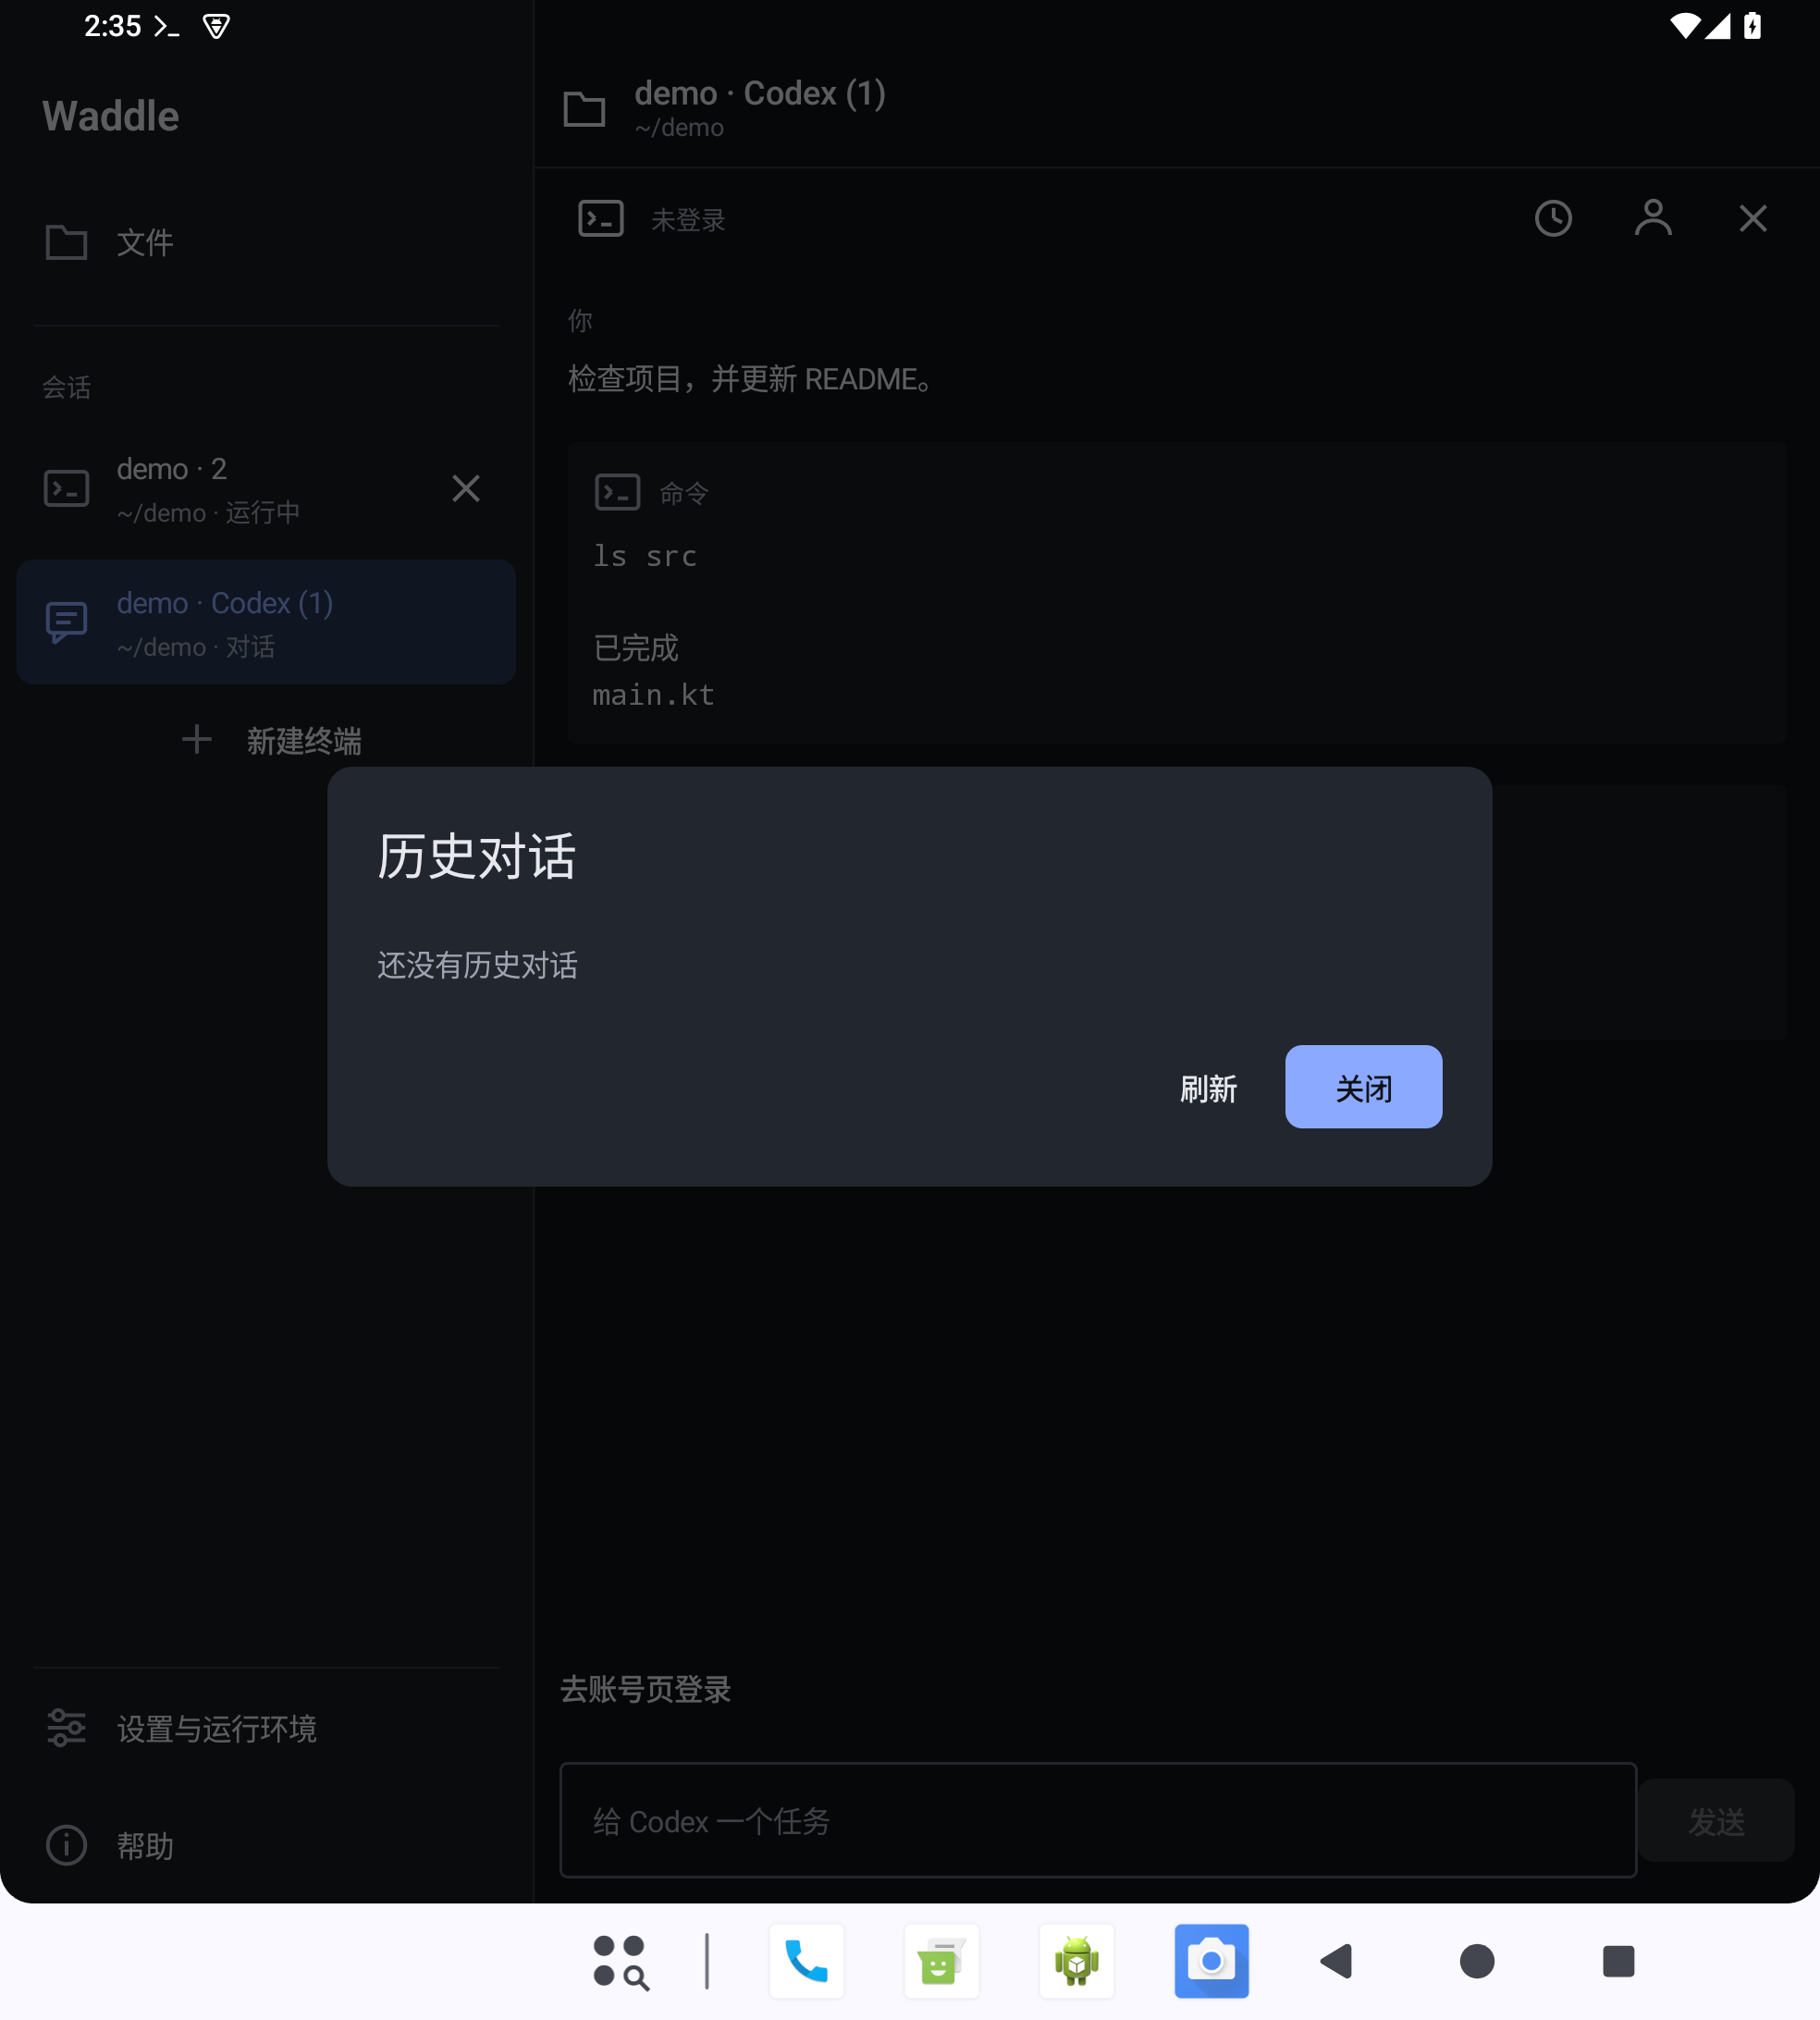 2:35
Waddle
文件
会话
demo · 2
~/demo · 运行中
demo · Codex (1)
~/demo · 对话
新建终端
设置与运行环境
帮助
demo · Codex (1)
~/demo
未登录
你
检查项目，并更新 README。
命令
ls src
已完成
main.kt
历史对话
还没有历史对话
刷新
关闭
去账号页登录
给 Codex 一个任务
发送